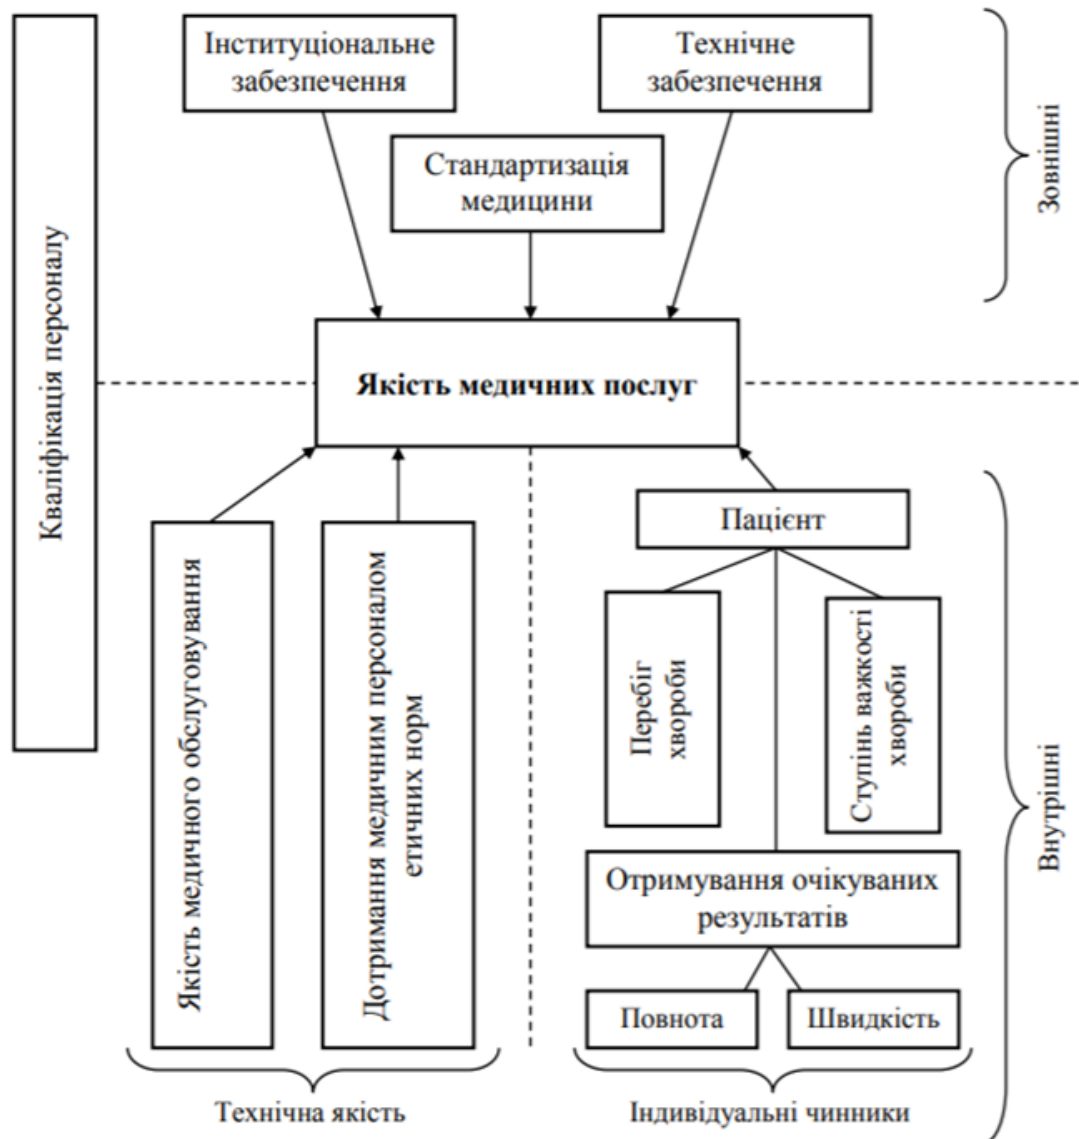 Інституціональне
забезпечення
Технічне
забезпечення
Стандартизація
медицини
Зовнішні
Кваліфікація персоналу
Якість медичних послуг
Якість медичного обслуговування
Дотримання медичним персоналом
етичних норм
Пацієнт
Перебіг
хвороби
Ступінь важкості
хвороби
Отримування очікуваних
результатів
Повнота
Швидкість
Внутрішні
Технічна якість
Індивідуальні чинники